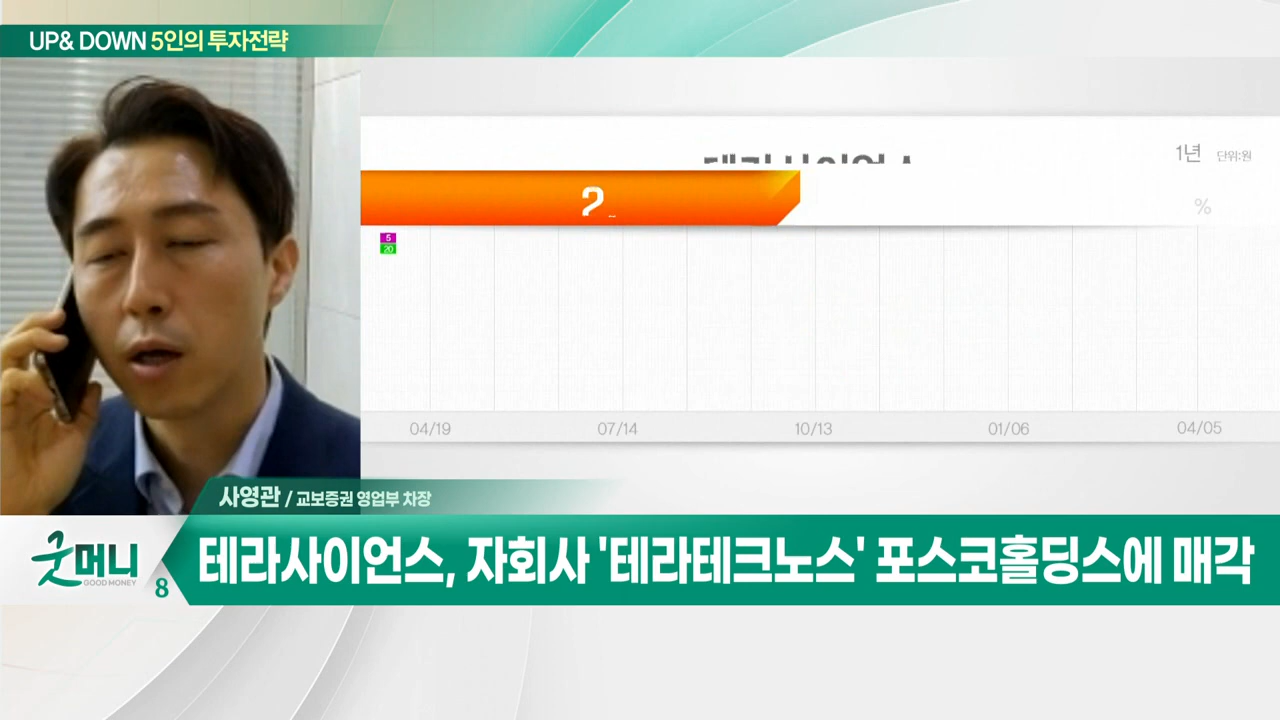 UP& DOWN 5인의 투자전략
1년 단위:원
%
5
20
04/19 07/14 10/13 01/06 04/05
사영관 / 교보증권 영업부 차장
굿머니
GOOD MONEY
8
테라사이언스, 자회사 '테라테크노스' 포스코홀딩스에 매각